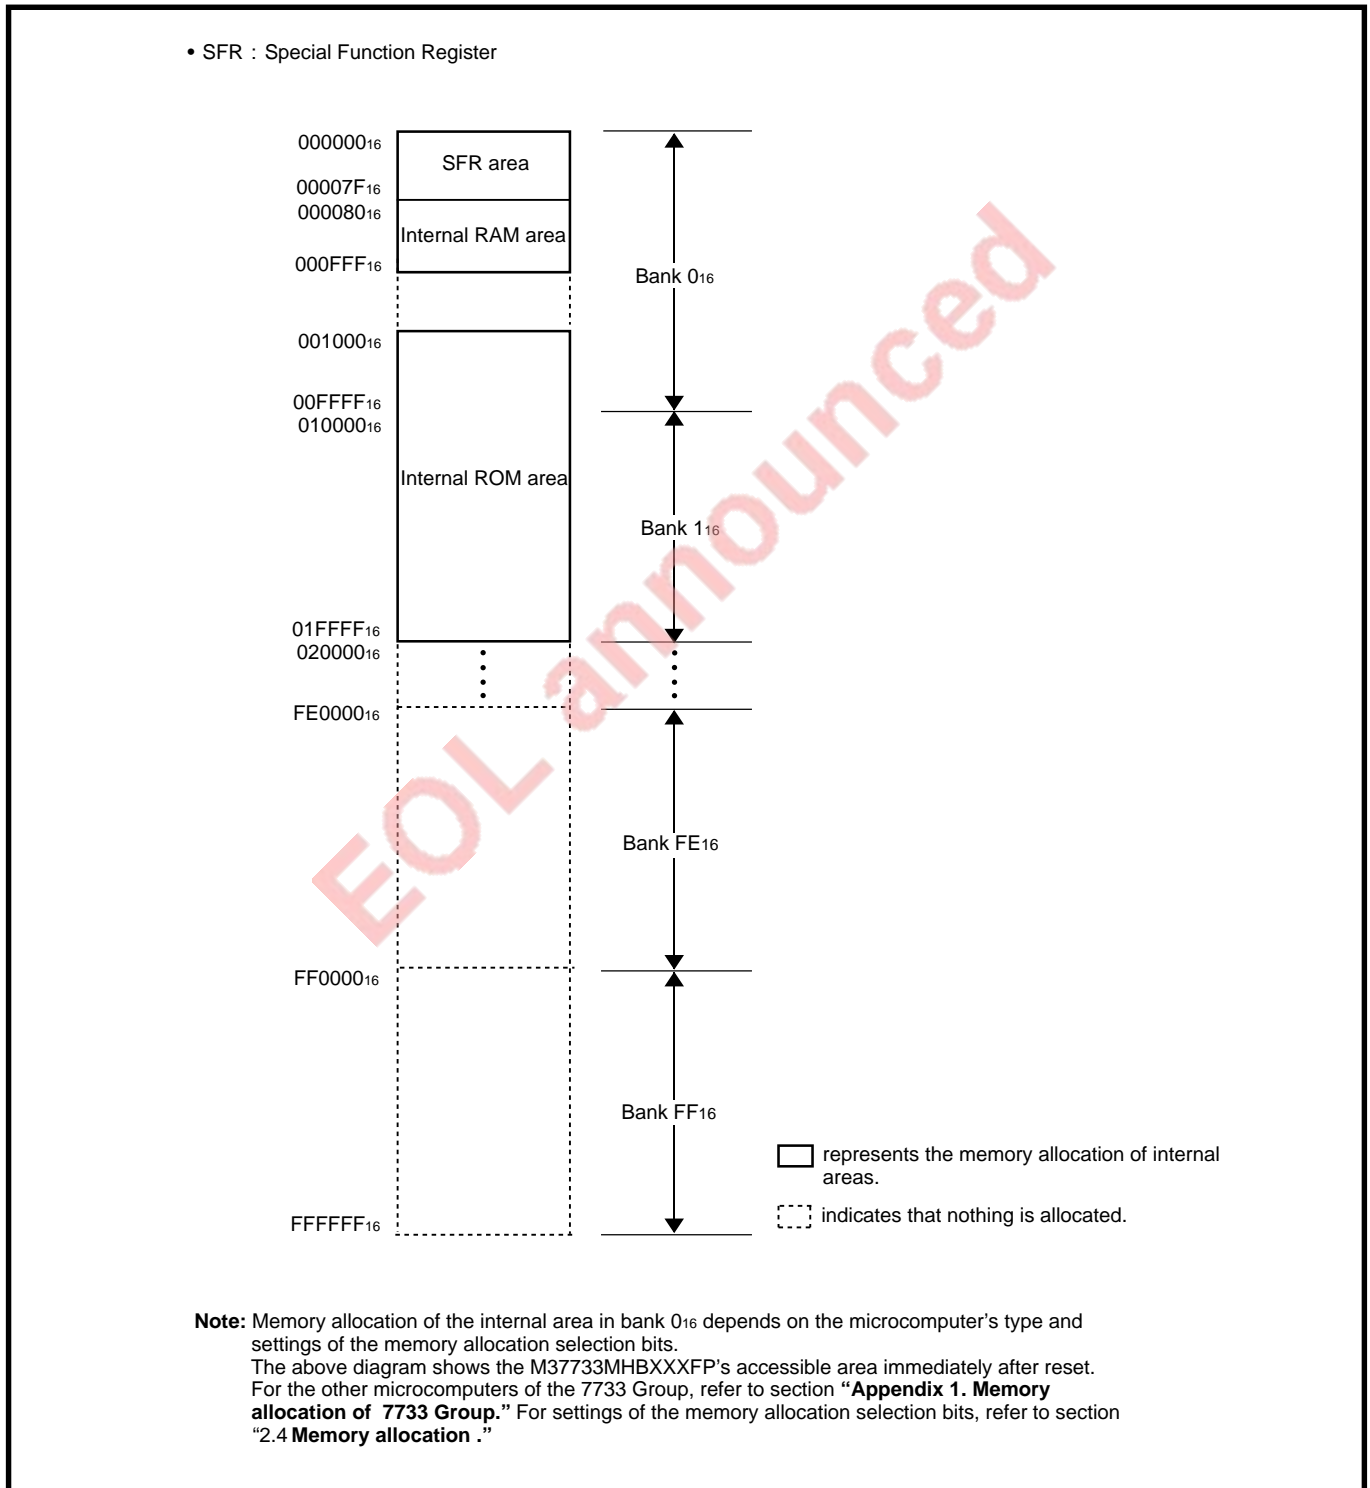 • SFR : Special Function Register
000000₁₆
SFR area
00007F₁₆
000080₁₆
Internal RAM area
000FFF₁₆
Bank 0₁₆
001000₁₆
00FFFF₁₆
010000₁₆
Internal ROM area
Bank 1₁₆
01FFFF₁₆
020000₁₆
FE0000₁₆
Bank FE₁₆
FF0000₁₆
Bank FF₁₆
FFFFFF₁₆
represents the memory allocation of internal
areas.
indicates that nothing is allocated.
EOL announced
Note: Memory allocation of the internal area in bank 0₁₆ depends on the microcomputer’s type and
settings of the memory allocation selection bits.
The above diagram shows the M37733MHBXXXFP’s accessible area immediately after reset.
For the other microcomputers of the 7733 Group, refer to section “Appendix 1. Memory
allocation of 7733 Group.” For settings of the memory allocation selection bits, refer to section
“2.4 Memory allocation .”